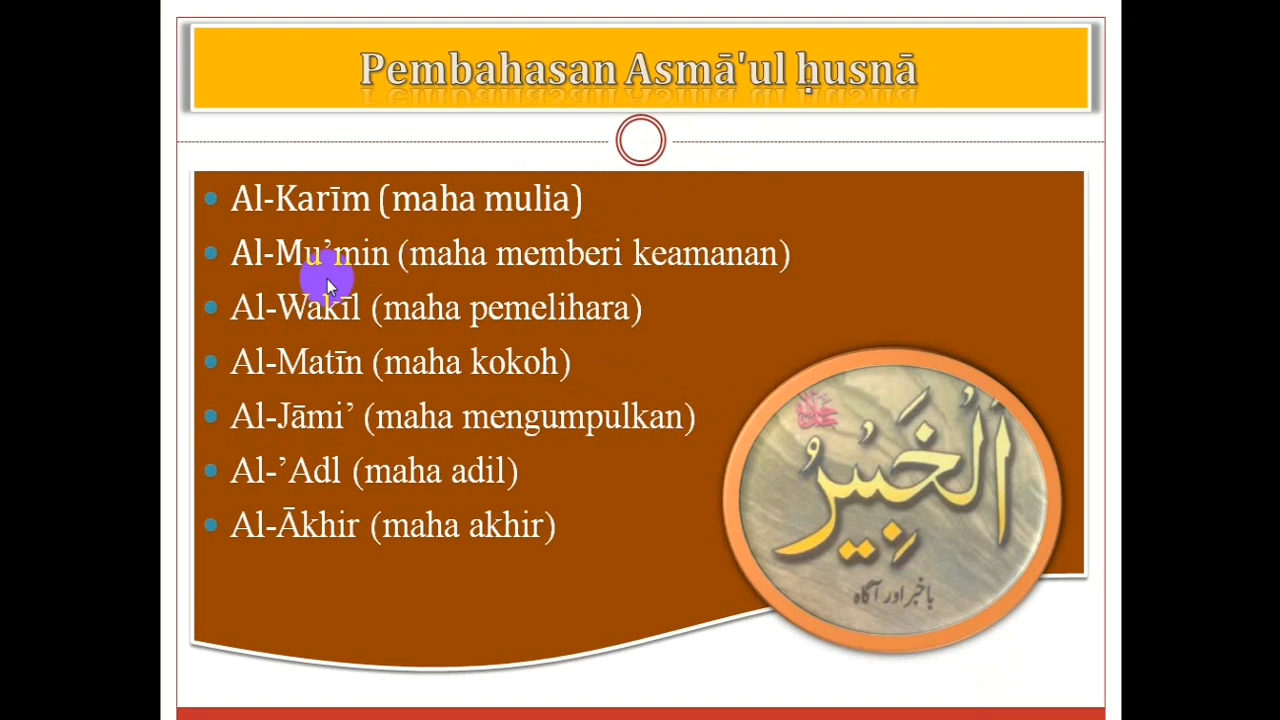 Pembahasan Asmā'ul ḥusnā
Al-Karīm (maha mulia)
Al-Mu’min (maha memberi keamanan)
Al-Wakīl (maha pemelihara)
Al-Matīn (maha kokoh)
Al-Jāmi’ (maha mengumpulkan)
Al-’Adl (maha adil)
Al-Ākhir (maha akhir)
اَلْخَبِيْرُ
باخبر اور آگاہ